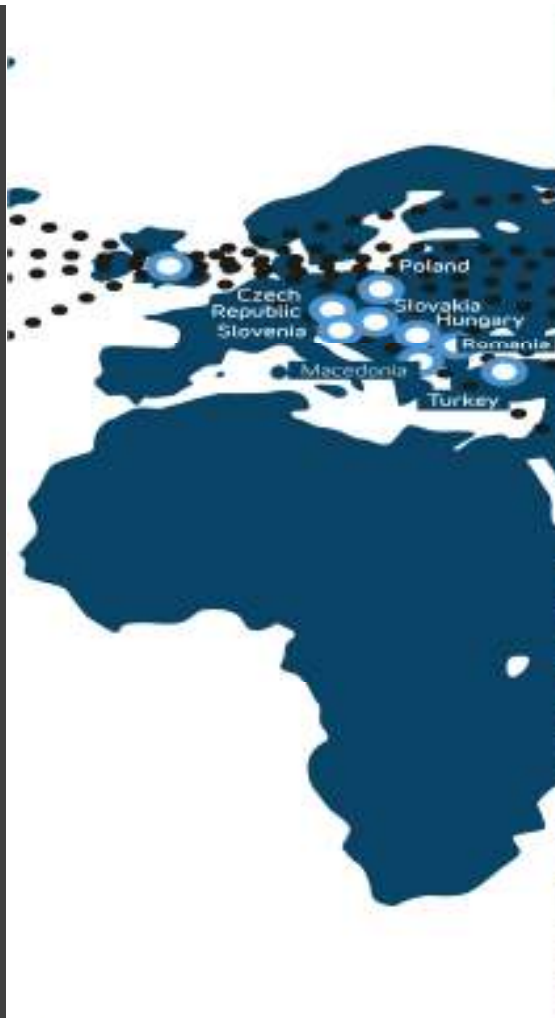 Poland
Czech
Republic
Slovakia
Hungary
Slovenia
Romania
Macedonia
Turkey